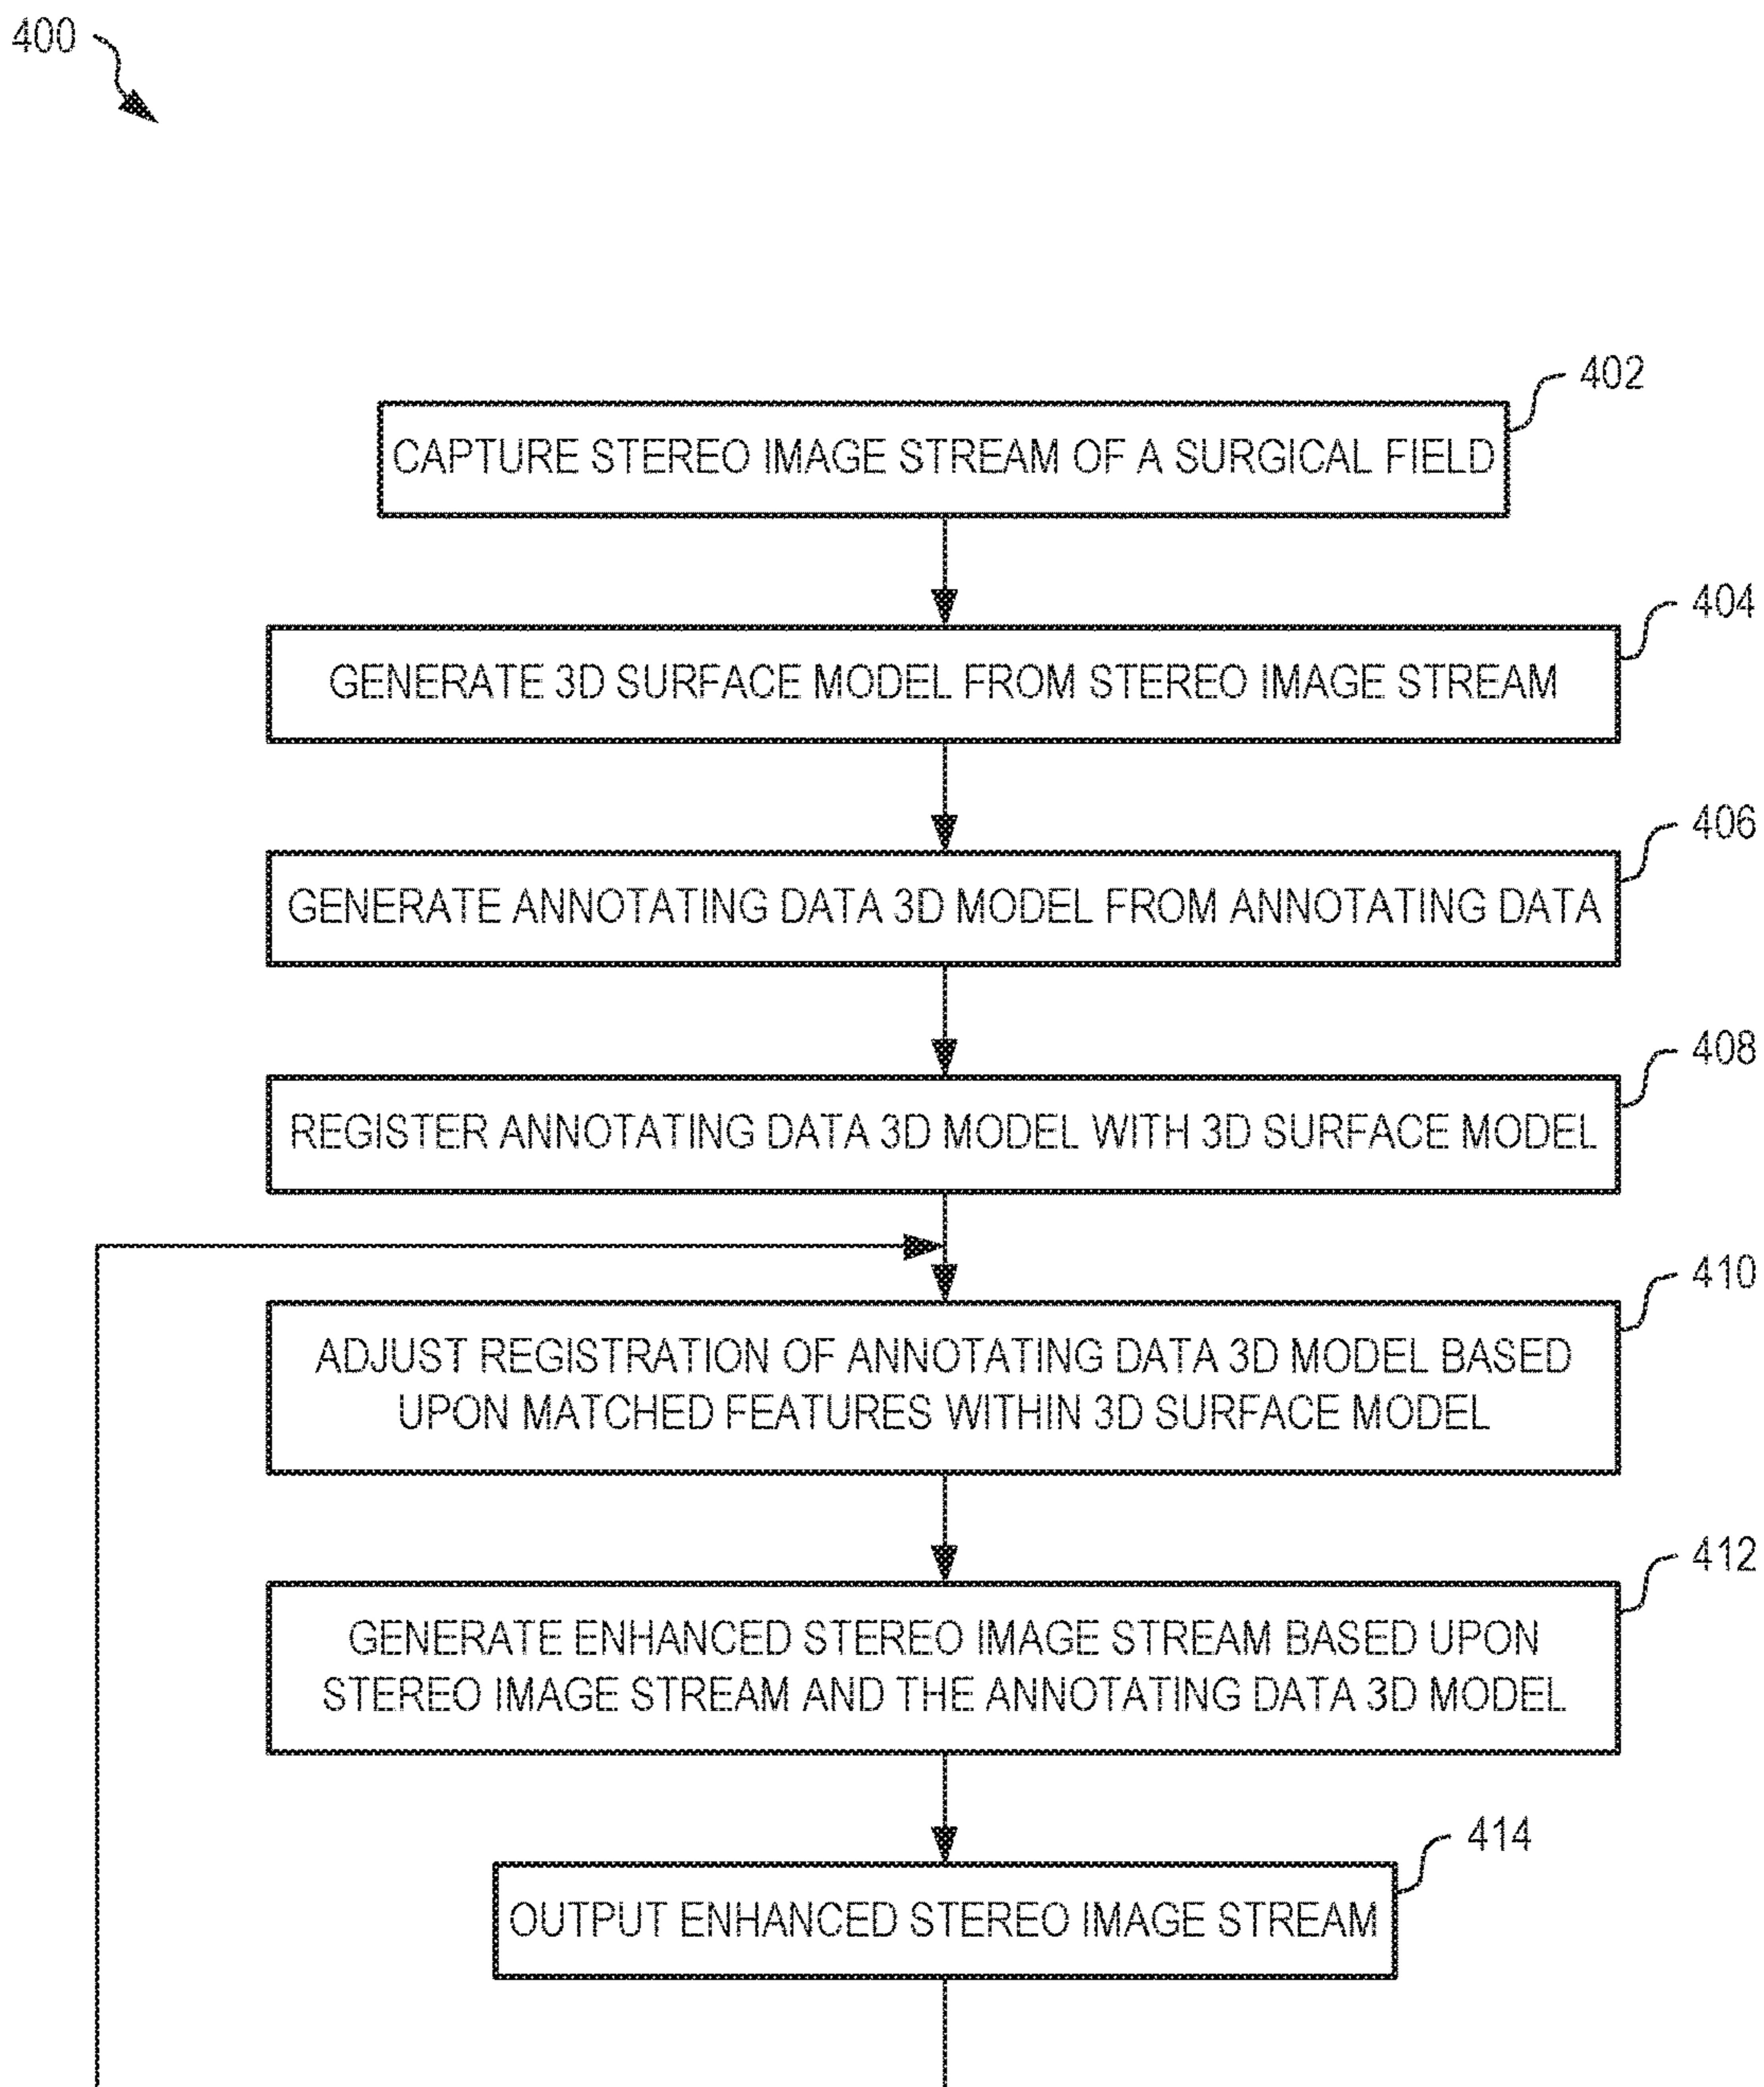 400
402
CAPTURE STEREO IMAGE STREAM OF A SURGICAL FIELD
404
GENERATE 3D SURFACE MODEL FROM STEREO IMAGE STREAM
406
GENERATE ANNOTATING DATA 3D MODEL FROM ANNOTATING DATA
408
REGISTER ANNOTATING DATA 3D MODEL WITH 3D SURFACE MODEL
410
ADJUST REGISTRATION OF ANNOTATING DATA 3D MODEL BASED
UPON MATCHED FEATURES WITHIN 3D SURFACE MODEL
412
GENERATE ENHANCED STEREO IMAGE STREAM BASED UPON
STEREO IMAGE STREAM AND THE ANNOTATING DATA 3D MODEL
414
OUTPUT ENHANCED STEREO IMAGE STREAM